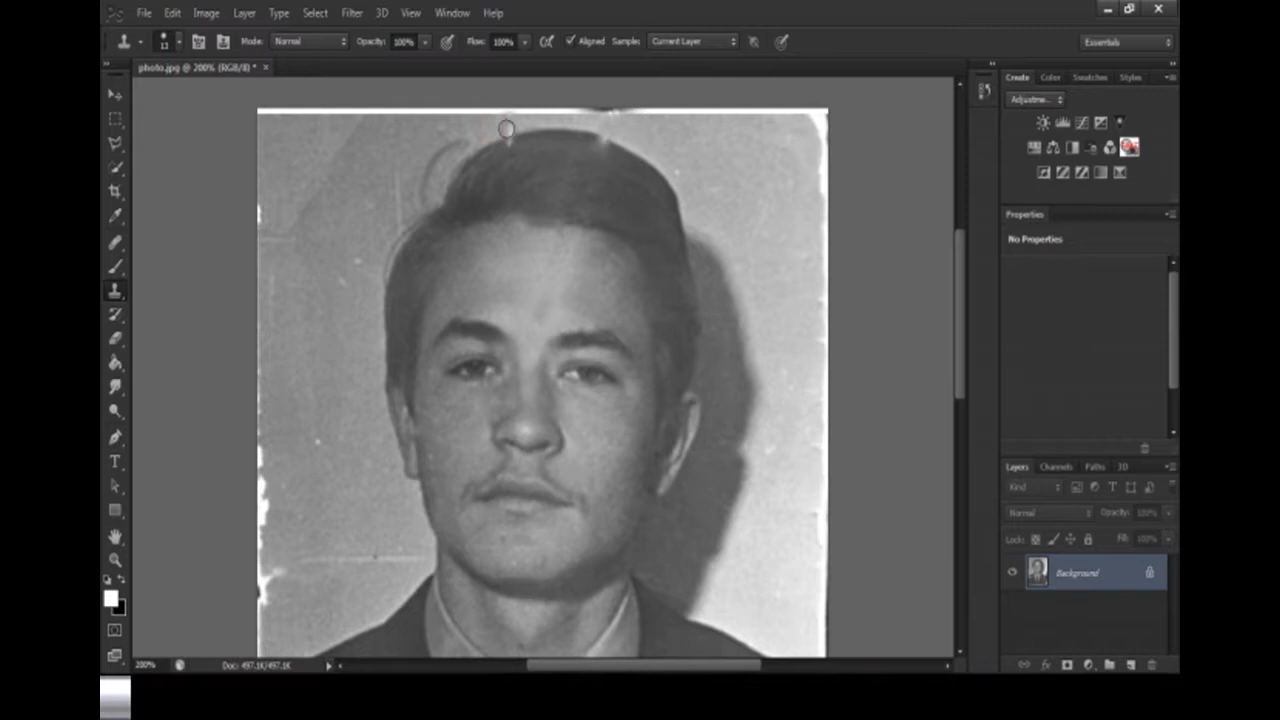 File Edit Image Layer Type Select Filter 3D View Window Help
13 Mode: Normal Opacity: 100% Flow: 100% Aligned Sample: Current Layer Essentials
photo.jpg @ 200% (RGB/8) * ×
Create Color Swatches Styles
Adjustme...
Properties
No Properties
Layers Channels Paths 3D
Kind
Normal Opacity: 100%
Lock: Fill: 100%
Background
200% Doc: 497.1K/497.1K